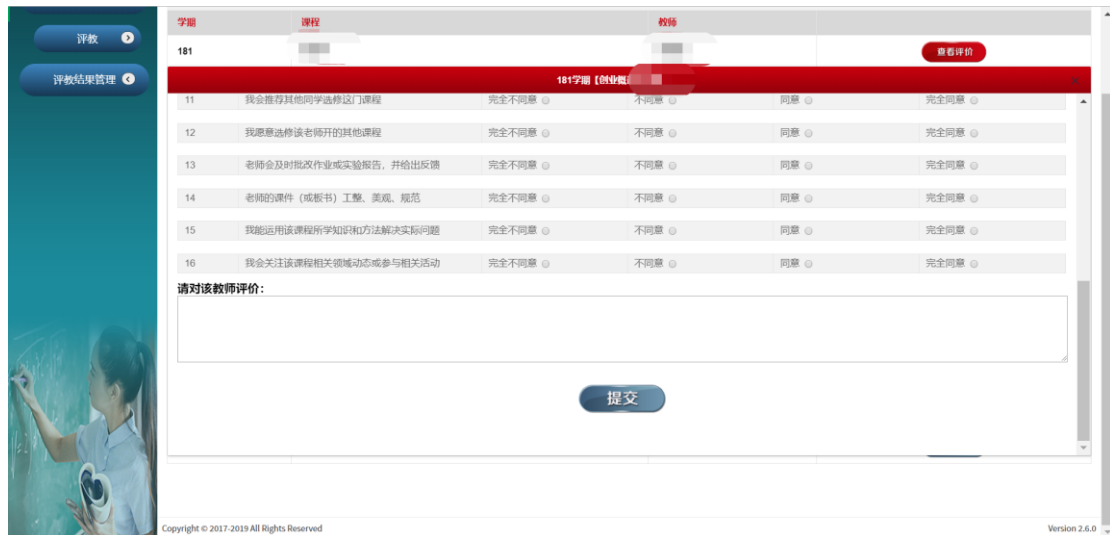 学期 课程 教师
评教
181 查看评价
评教结果管理
181学期【创业概
11 我会推荐其他同学选修这门课程 完全不同意 不同意 同意 完全同意
12 我愿意选修该老师开的其他课程 完全不同意 不同意 同意 完全同意
13 老师会及时批改作业或实验报告，并给出反馈 完全不同意 不同意 同意 完全同意
14 老师的课件（或板书）工整、美观、规范 完全不同意 不同意 同意 完全同意
15 我能运用该课程所学知识和方法解决实际问题 完全不同意 不同意 同意 完全同意
16 我会关注该课程相关领域动态或参与相关活动 完全不同意 不同意 同意 完全同意
请对该教师评价：
提交
Copyright © 2017-2019 All Rights Reserved Version 2.6.0